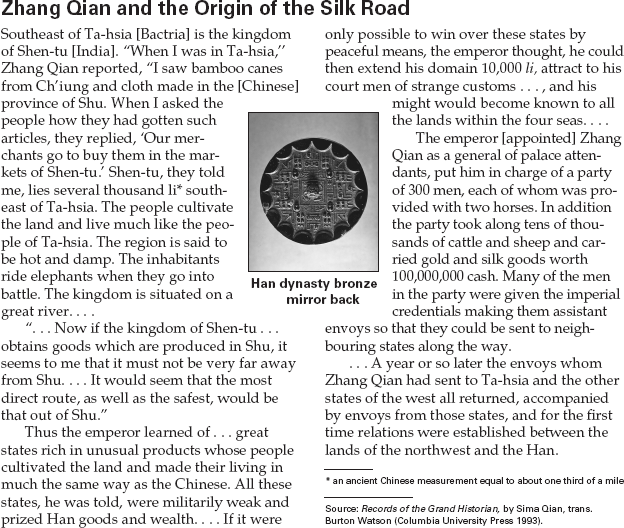 Zhang Qian and the Origin of the Silk Road
Southeast of Ta-hsia [Bactria] is the kingdom
of Shen-tu [India]. “When I was in Ta-hsia,”
Zhang Qian reported, “I saw bamboo canes
from Ch’iung and cloth made in the [Chinese]
province of Shu. When I asked the
people how they had gotten such
articles, they replied, ‘Our mer-
chants go to buy them in the mar-
kets of Shen-tu.’ Shen-tu, they told
me, lies several thousand li* south-
east of Ta-hsia. The people cultivate
the land and live much like the peo-
ple of Ta-hsia. The region is said to
be hot and damp. The inhabitants
ride elephants when they go into
battle. The kingdom is situated on a
great river. . . .
“. . . Now if the kingdom of Shen-tu . . .
obtains goods which are produced in Shu, it
seems to me that it must not be very far away
from Shu. . . . It would seem that the most
direct route, as well as the safest, would be
that out of Shu.”
Thus the emperor learned of . . . great
states rich in unusual products whose people
cultivated the land and made their living in
much the same way as the Chinese. All these
states, he was told, were militarily weak and
prized Han goods and wealth. . . . If it were
only possible to win over these states by
peaceful means, the emperor thought, he could
then extend his domain 10,000 li, attract to his
court men of strange customs . . . , and his
might would become known to all
the lands within the four seas. . . .
The emperor [appointed] Zhang
Qian as a general of palace atten-
dants, put him in charge of a party
of 300 men, each of whom was pro-
vided with two horses. In addition
the party took along tens of thou-
sands of cattle and sheep and car-
ried gold and silk goods worth
100,000,000 cash. Many of the men
in the party were given the imperial
credentials making them assistant
envoys so that they could be sent to neigh-
bouring states along the way.
. . . A year or so later the envoys whom
Zhang Qian had sent to Ta-hsia and the other
states of the west all returned, accompanied
by envoys from those states, and for the first
time relations were established between the
lands of the northwest and the Han.
Han dynasty bronze
mirror back
* an ancient Chinese measurement equal to about one third of a mile
Source: Records of the Grand Historian, by Sima Qian, trans.
Burton Watson (Columbia University Press 1993).